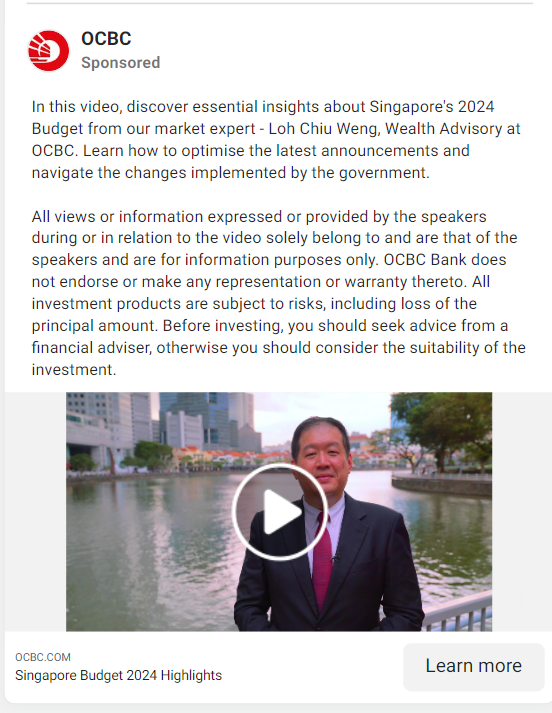 OCBC
Sponsored
In this video, discover essential insights about Singapore's 2024
Budget from our market expert - Loh Chiu Weng, Wealth Advisory at
OCBC. Learn how to optimise the latest announcements and
navigate the changes implemented by the government.
All views or information expressed or provided by the speakers
during or in relation to the video solely belong to and are that of the
speakers and are for information purposes only. OCBC Bank does
not endorse or make any representation or warranty thereto. All
investment products are subject to risks, including loss of the
principal amount. Before investing, you should seek advice from a
financial adviser, otherwise you should consider the suitability of the
investment.
OCBC.COM
Singapore Budget 2024 Highlights
Learn more